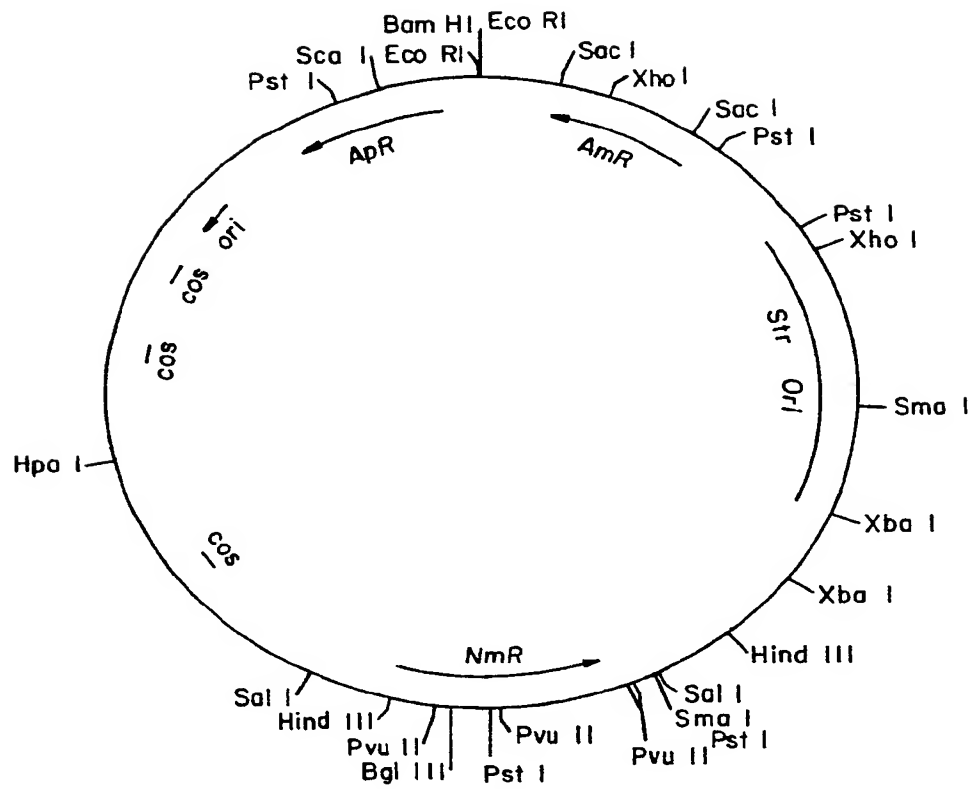 Bam HI Eco RI
Sca I Eco RI Sac I
Pst I Xho I
Sac I
Pst I
ApR AmR
Pst I
Xho I
ori
cos
Str
cos
Ori
Sma I
Hpa I
Xba I
cos
Xba I
NmR
Hind III
Sal I
Sal I
Hind III
Sma I
Pvu II
Pvu II
Pst I
Bgl III
Pst I
Pvu II